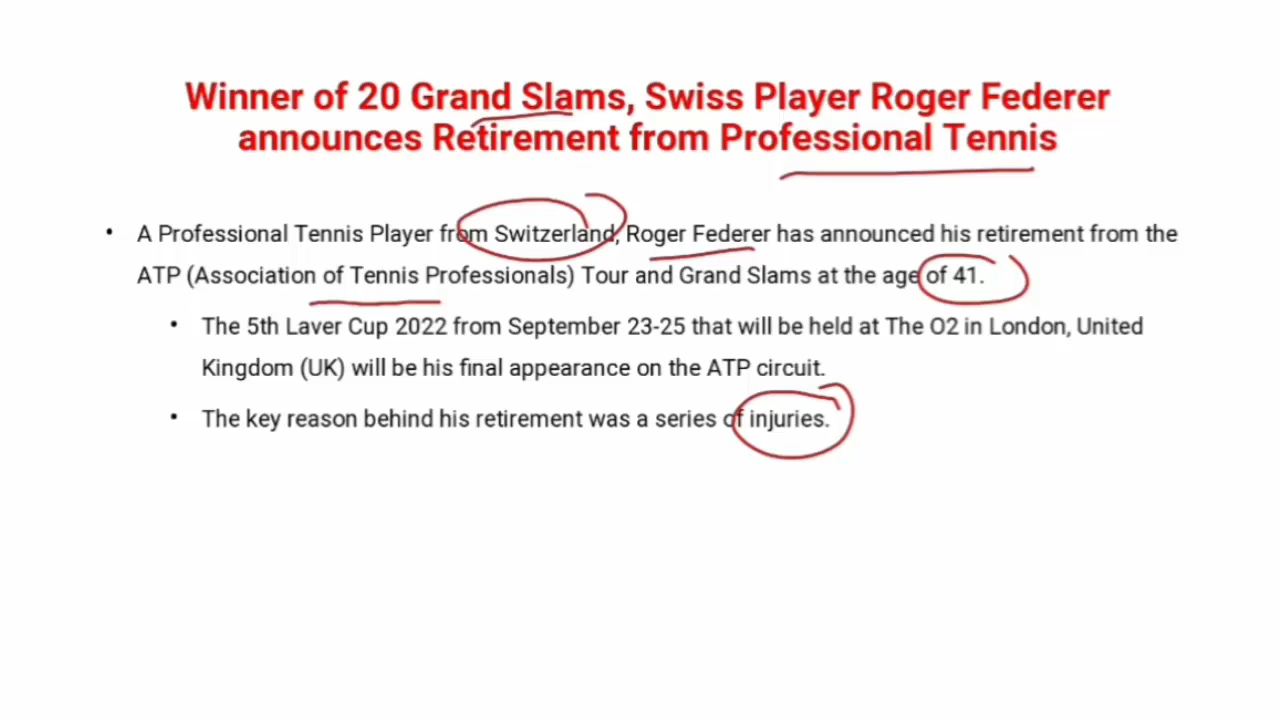 Winner of 20 Grand Slams, Swiss Player Roger Federer
announces Retirement from Professional Tennis
• A Professional Tennis Player from Switzerland, Roger Federer has announced his retirement from the
ATP (Association of Tennis Professionals) Tour and Grand Slams at the age of 41.
• The 5th Laver Cup 2022 from September 23-25 that will be held at The O2 in London, United
Kingdom (UK) will be his final appearance on the ATP circuit.
• The key reason behind his retirement was a series of injuries.